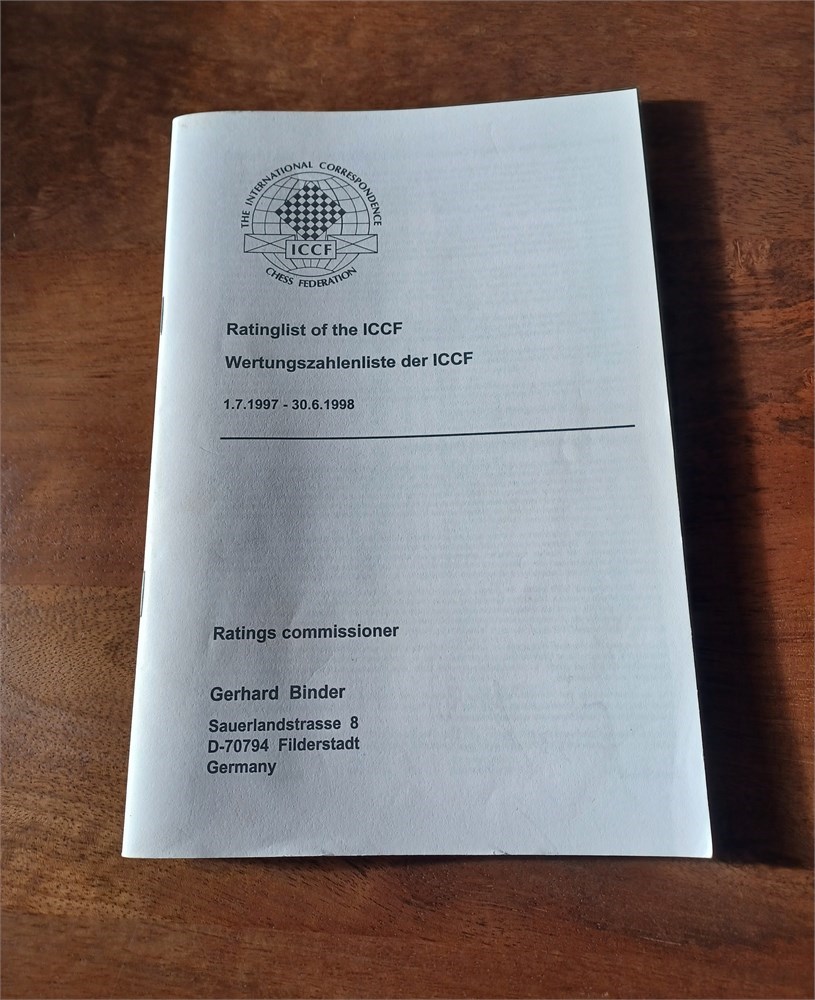 THE INTERNATIONAL CORRESPONDENCE
ICCF
CHESS FEDERATION
Ratinglist of the ICCF
Wertungszahlenliste der ICCF
1.7.1997 - 30.6.1998
Ratings commissioner
Gerhard Binder
Sauerlandstrasse 8
D-70794 Filderstadt
Germany